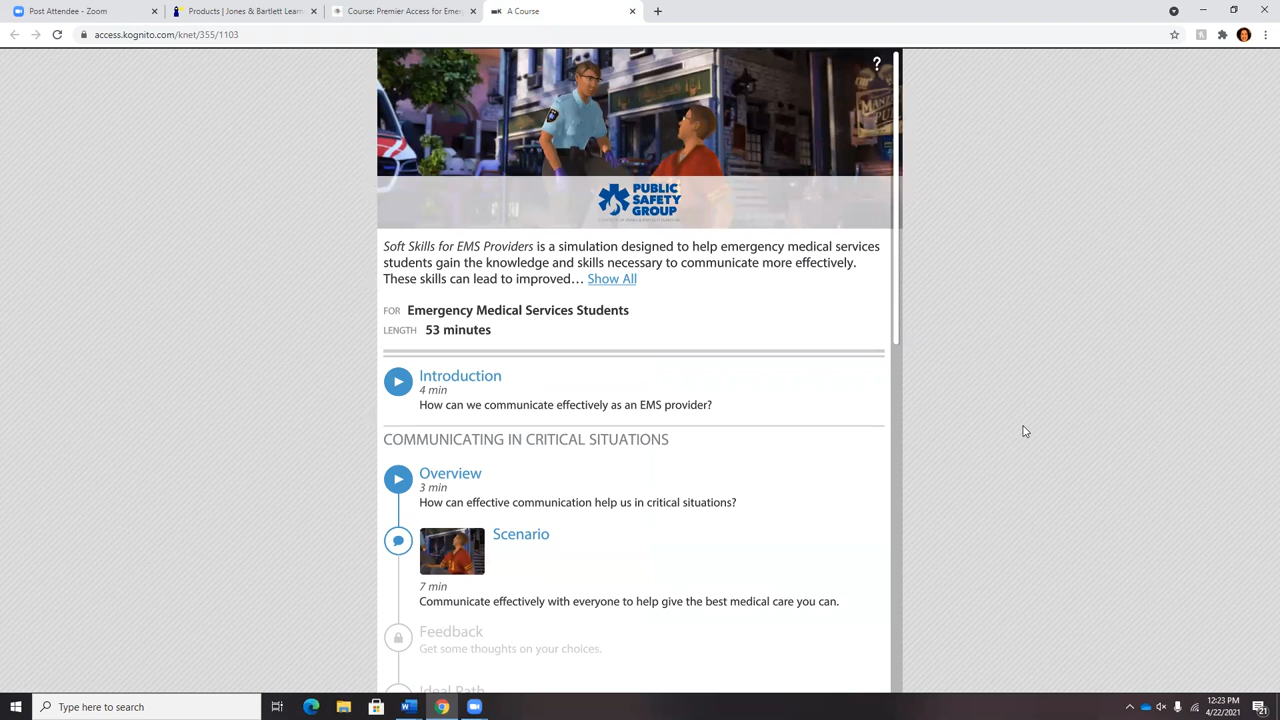 Post Attendee - Zoom
Products | Jones & Bartlett Learn
Course: Premier Access for Emer
A Course
access.kognito.com/knet/355/1103
?
MANZ
PU
PUBLIC
SAFETY
GROUP
Soft Skills for EMS Providers is a simulation designed to help emergency medical services
students gain the knowledge and skills necessary to communicate more effectively.
These skills can lead to improved… Show All
FOR Emergency Medical Services Students
LENGTH 53 minutes
Introduction
4 min
How can we communicate effectively as an EMS provider?
COMMUNICATING IN CRITICAL SITUATIONS
Overview
3 min
How can effective communication help us in critical situations?
Scenario
7 min
Communicate effectively with everyone to help give the best medical care you can.
Feedback
Get some thoughts on your choices.
Ideal Path
Type here to search
12:23 PM
4/22/2021
21